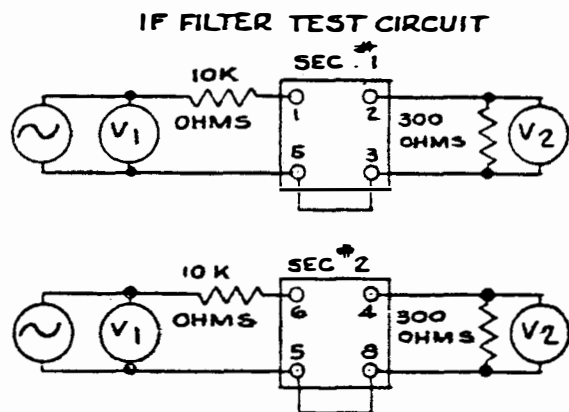 IF FILTER TEST CIRCUIT
SEC. #1
10K
OHMS
V1
1
2
5
3
300
OHMS
V2
SEC #2
10K
OHMS
V1
6
4
5
8
300
OHMS
V2